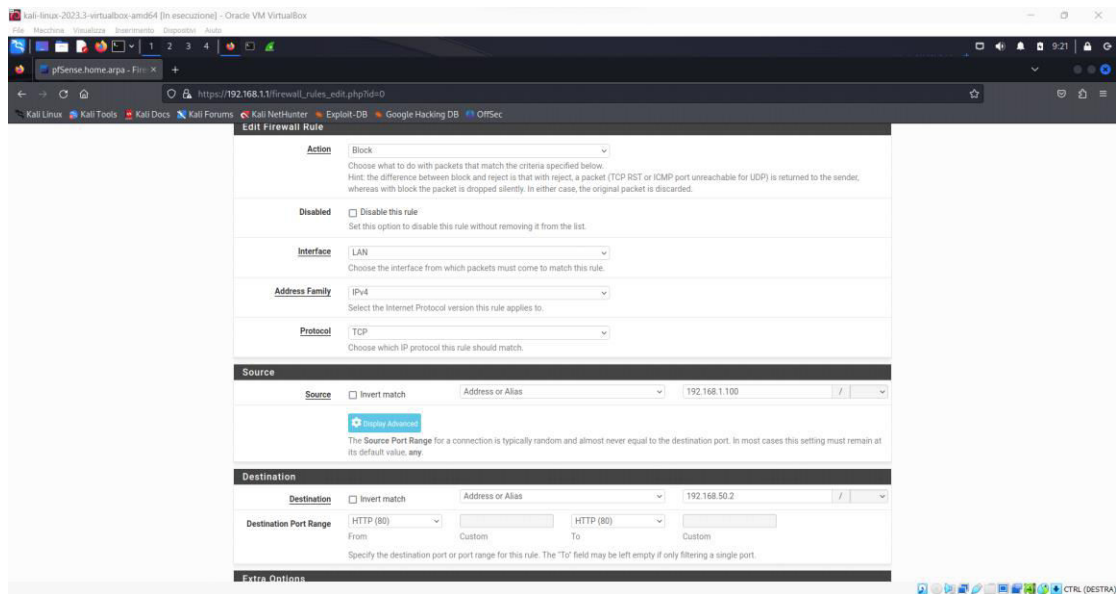 kali-linux-2023.3-virtualbox-amd64 [In esecuzione] - Oracle VM VirtualBox
File Macchina Visualizza Inserimento Dispositivi Aiuto
1 2 3 4 9:21
pfSense.home.arpa - Fire
https://192.168.1.1/firewall_rules_edit.php?id=0
Kali Linux Kali Tools Kali Docs Kali Forums Kali NetHunter Exploit-DB Google Hacking DB OffSec
Edit Firewall Rule
Action Block
Choose what to do with packets that match the criteria specified below.
Hint: the difference between block and reject is that with reject, a packet (TCP RST or ICMP port unreachable for UDP) is returned to the sender,
whereas with block the packet is dropped silently. In either case, the original packet is discarded.
Disabled Disable this rule
Set this option to disable this rule without removing it from the list.
Interface LAN
Choose the interface from which packets must come to match this rule.
Address Family IPv4
Select the Internet Protocol version this rule applies to.
Protocol TCP
Choose which IP protocol this rule should match.
Source
Source Invert match Address or Alias 192.168.1.100 /
Display Advanced
The Source Port Range for a connection is typically random and almost never equal to the destination port. In most cases this setting must remain at
its default value, any.
Destination
Destination Invert match Address or Alias 192.168.50.2 /
Destination Port Range HTTP (80) HTTP (80)
From Custom To Custom
Specify the destination port or port range for this rule. The "To" field may be left empty if only filtering a single port.
Extra Options
CTRL (DESTRA)